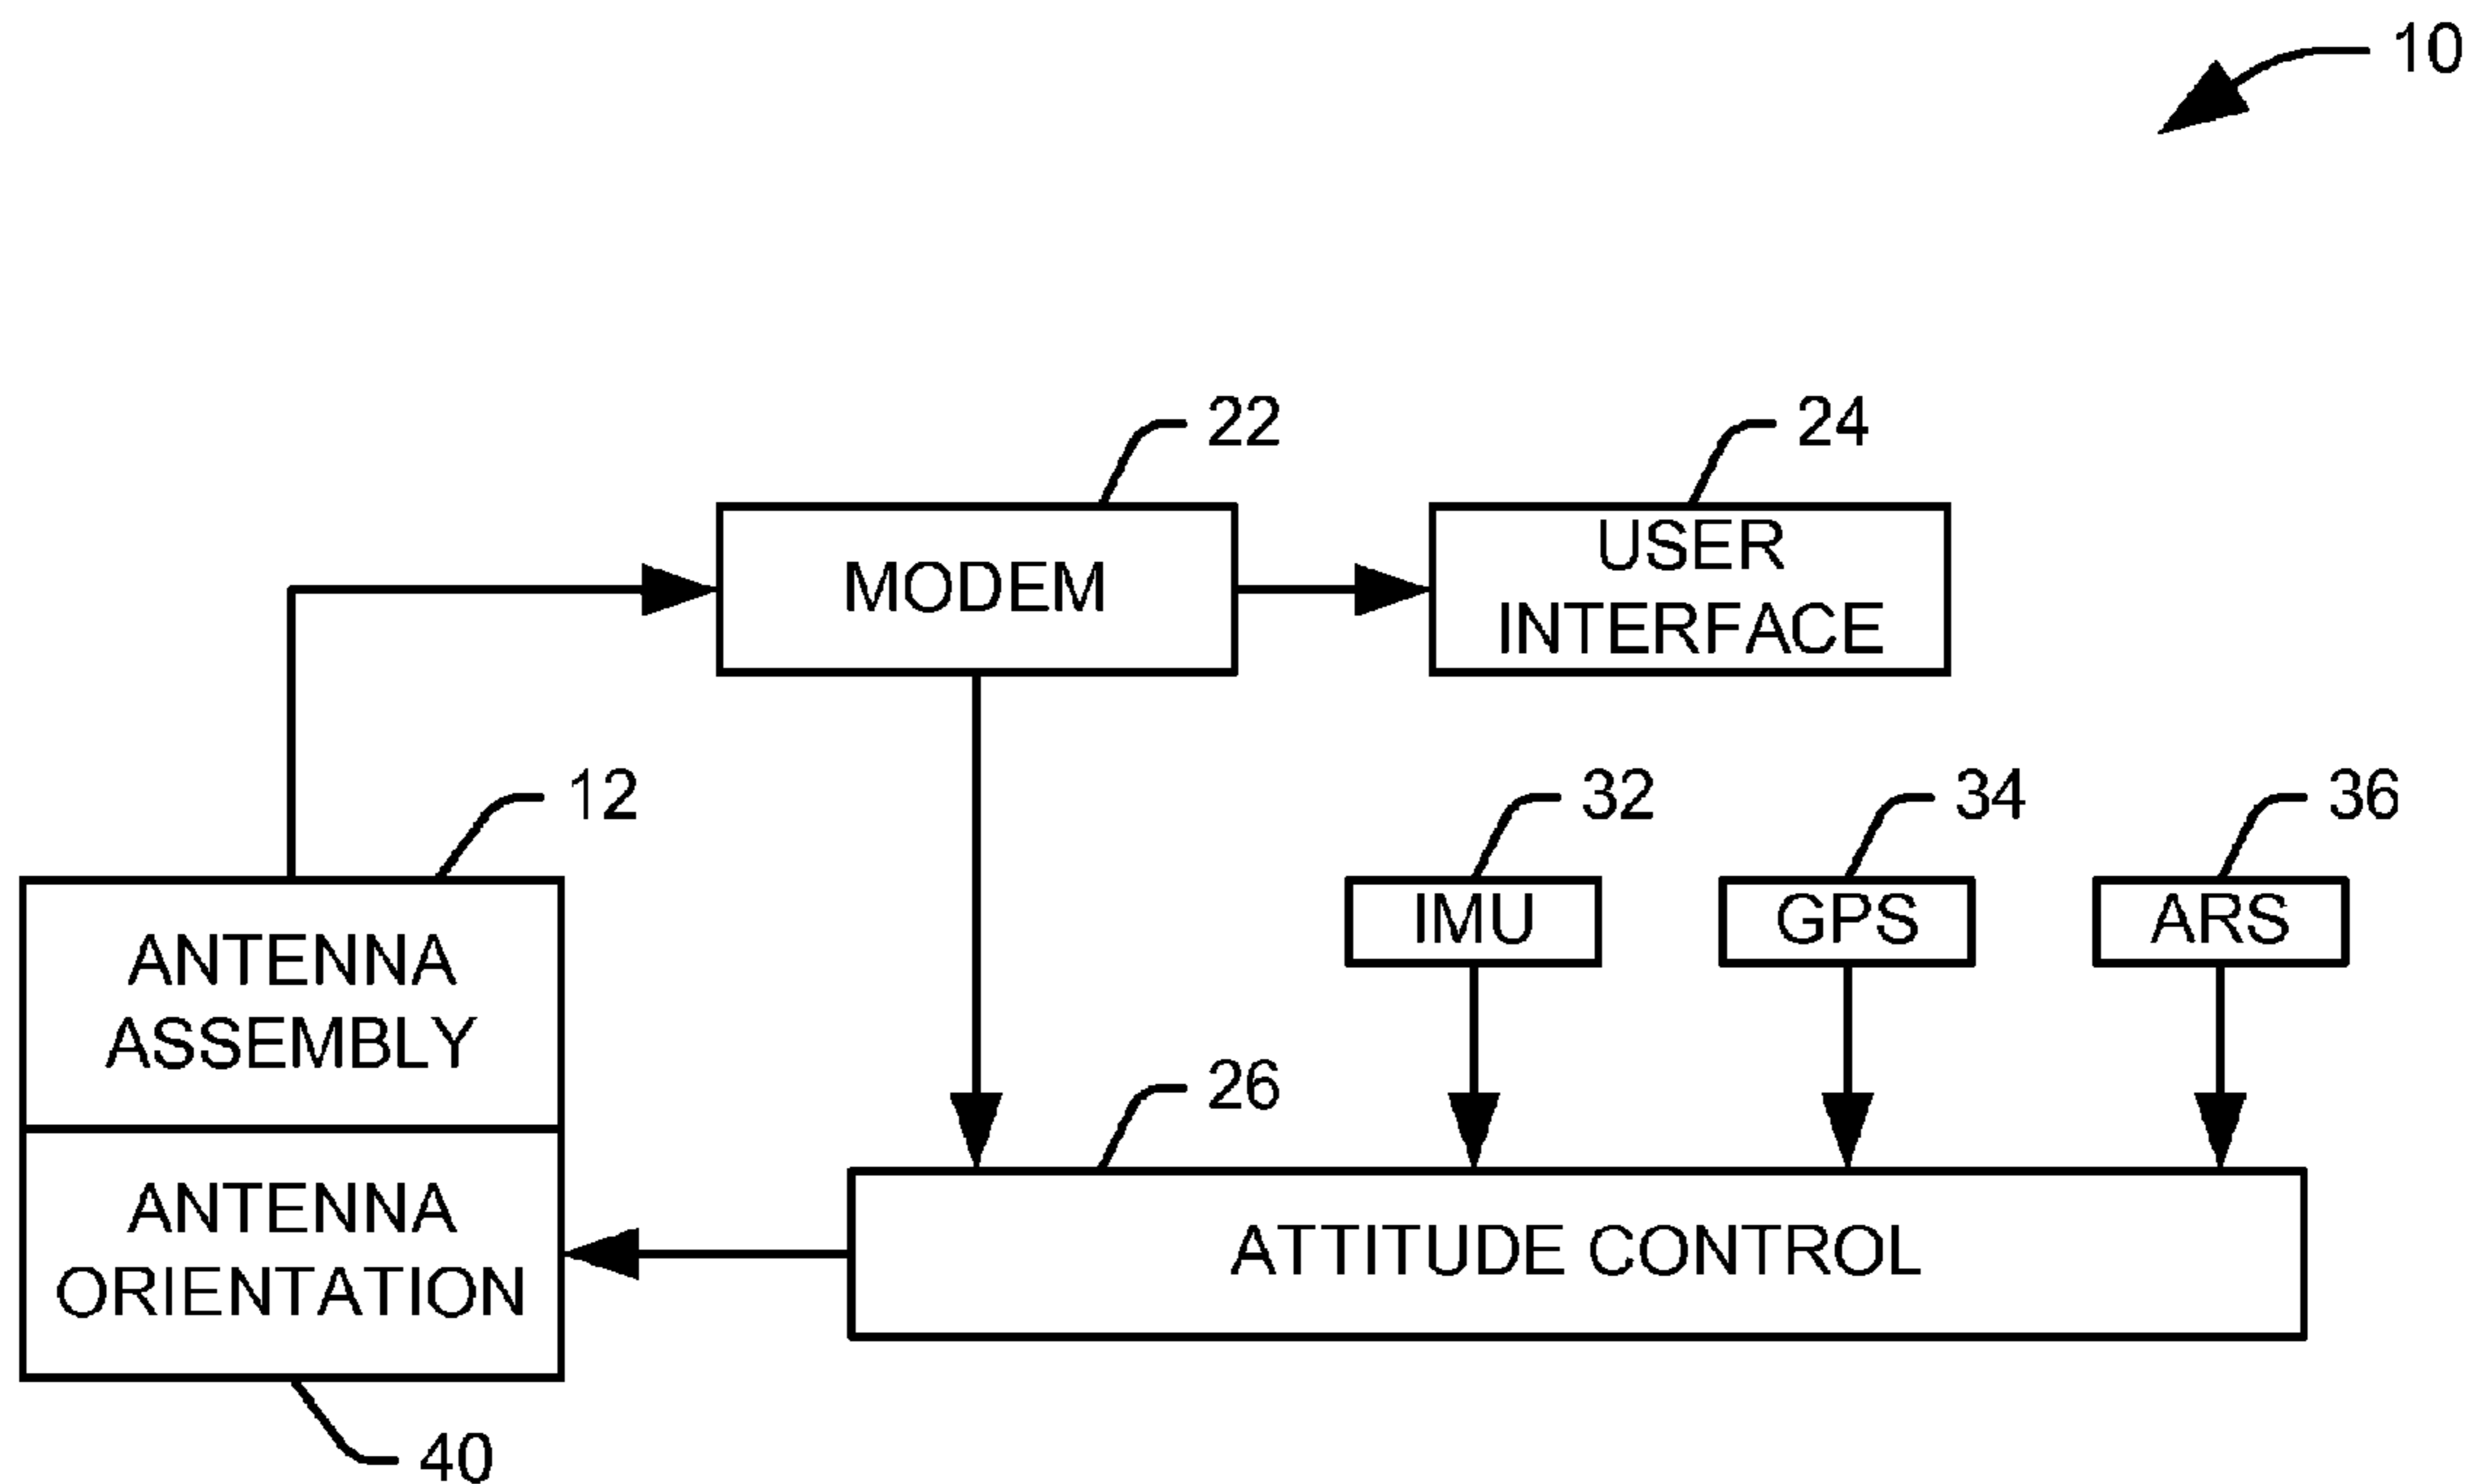 10
22
24
MODEM
USER
INTERFACE
12
32
34
36
ANTENNA
ASSEMBLY
IMU
GPS
ARS
26
ANTENNA
ORIENTATION
ATTITUDE CONTROL
40